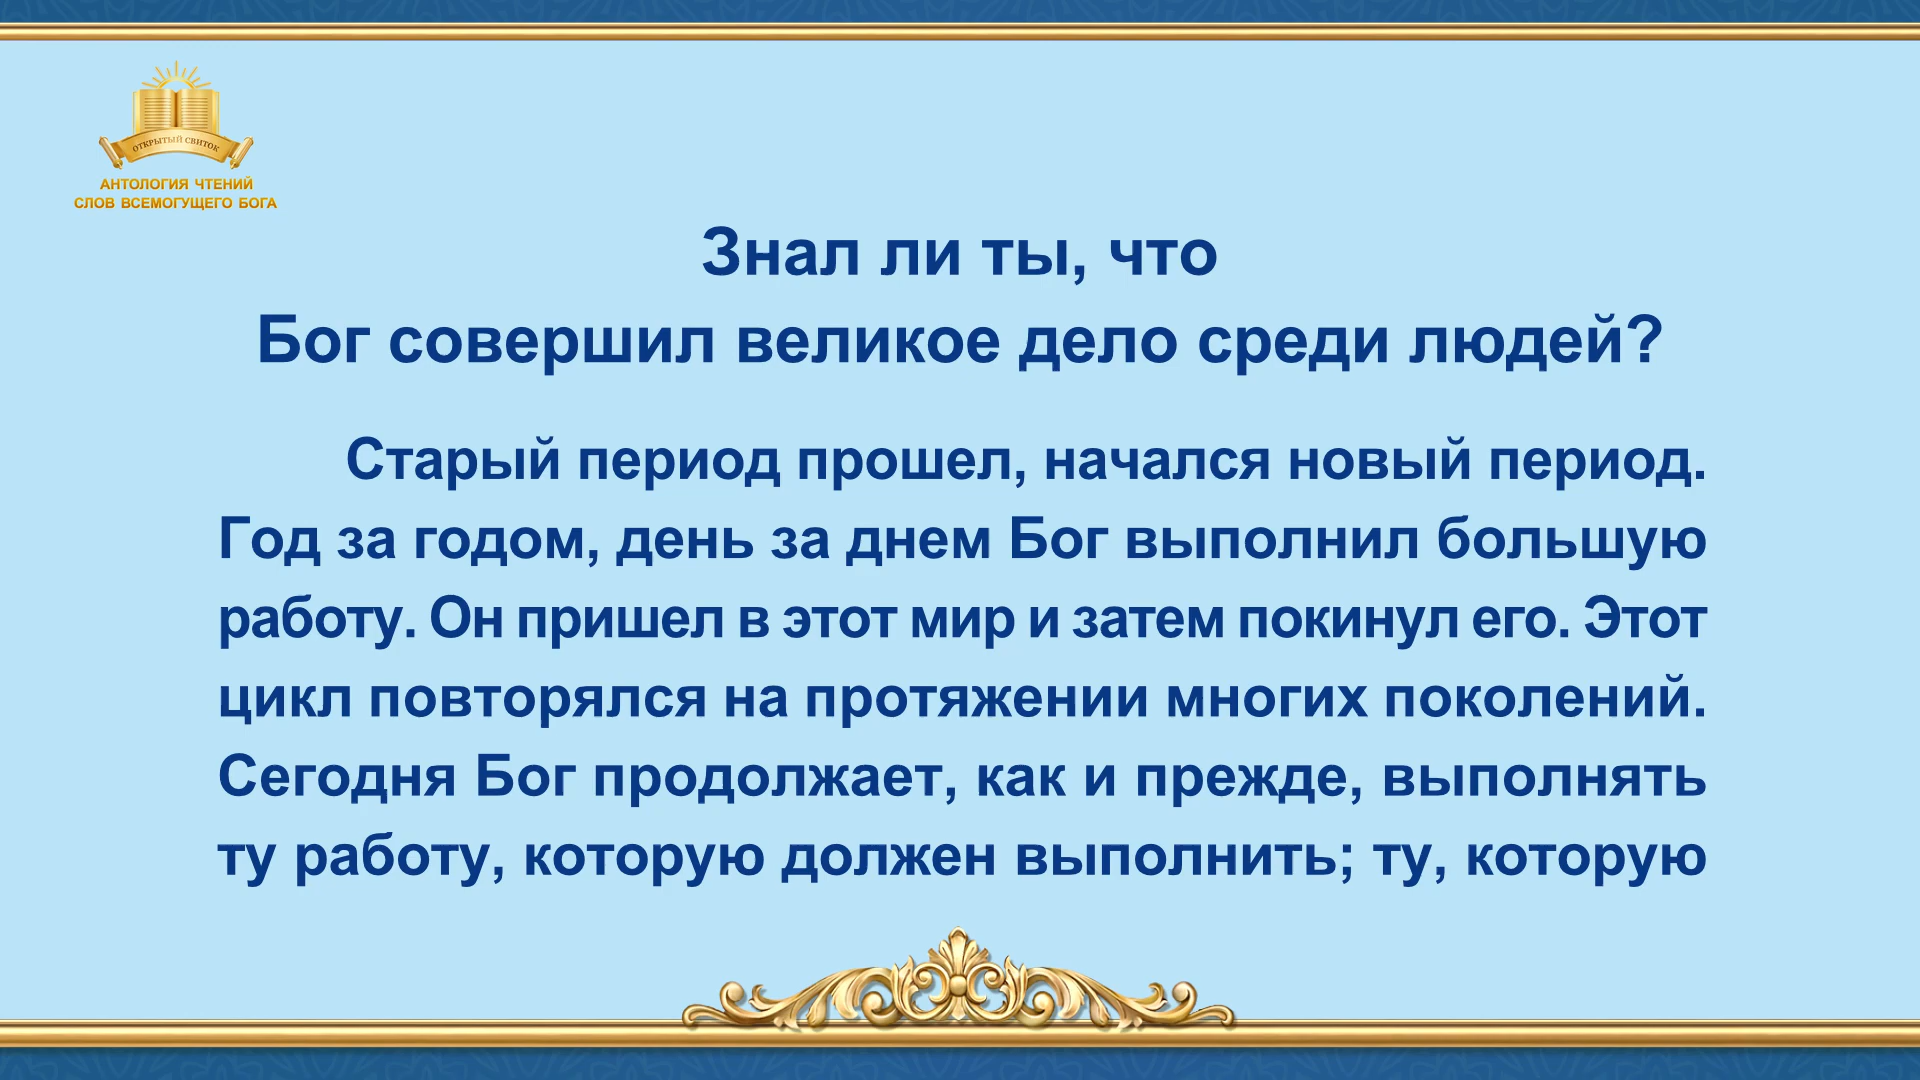 ОТКРЫТЫЙ СВИТОК
АНТОЛОГИЯ ЧТЕНИЙ
СЛОВ ВСЕМОГУЩЕГО БОГА
Знал ли ты, что
Бог совершил великое дело среди людей?
Старый период прошел, начался новый период.
Год за годом, день за днем Бог выполнил большую
работу. Он пришел в этот мир и затем покинул его. Этот
цикл повторялся на протяжении многих поколений.
Сегодня Бог продолжает, как и прежде, выполнять
ту работу, которую должен выполнить; ту, которую